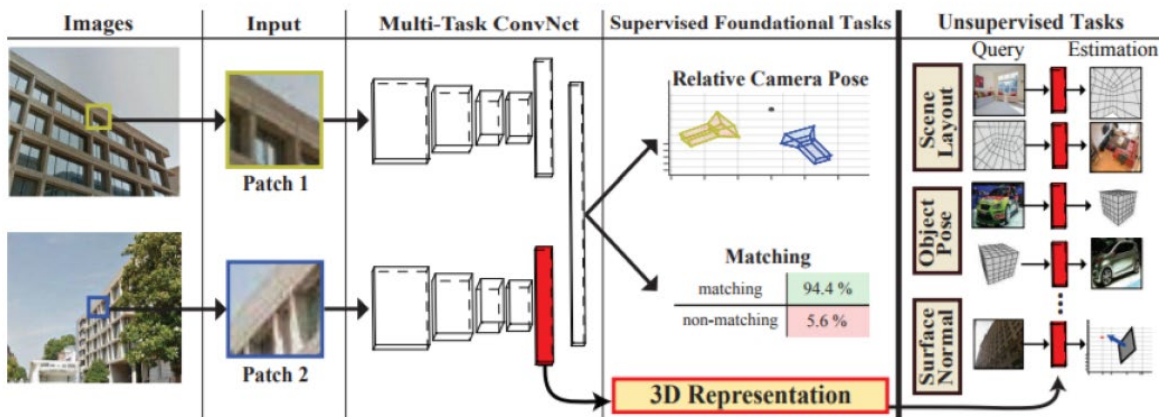 Images
Input
Multi-Task ConvNct
Supervised Foundational Tasks
Unsupervised Tasks
Query
Estimation
Relative Camera Pose
Patch 1
Scene
Layout
Object
Pose
Matching
matching
94.4 %
non-matching
5.6 %
Patch 2
Surface
Normal
3D Representation